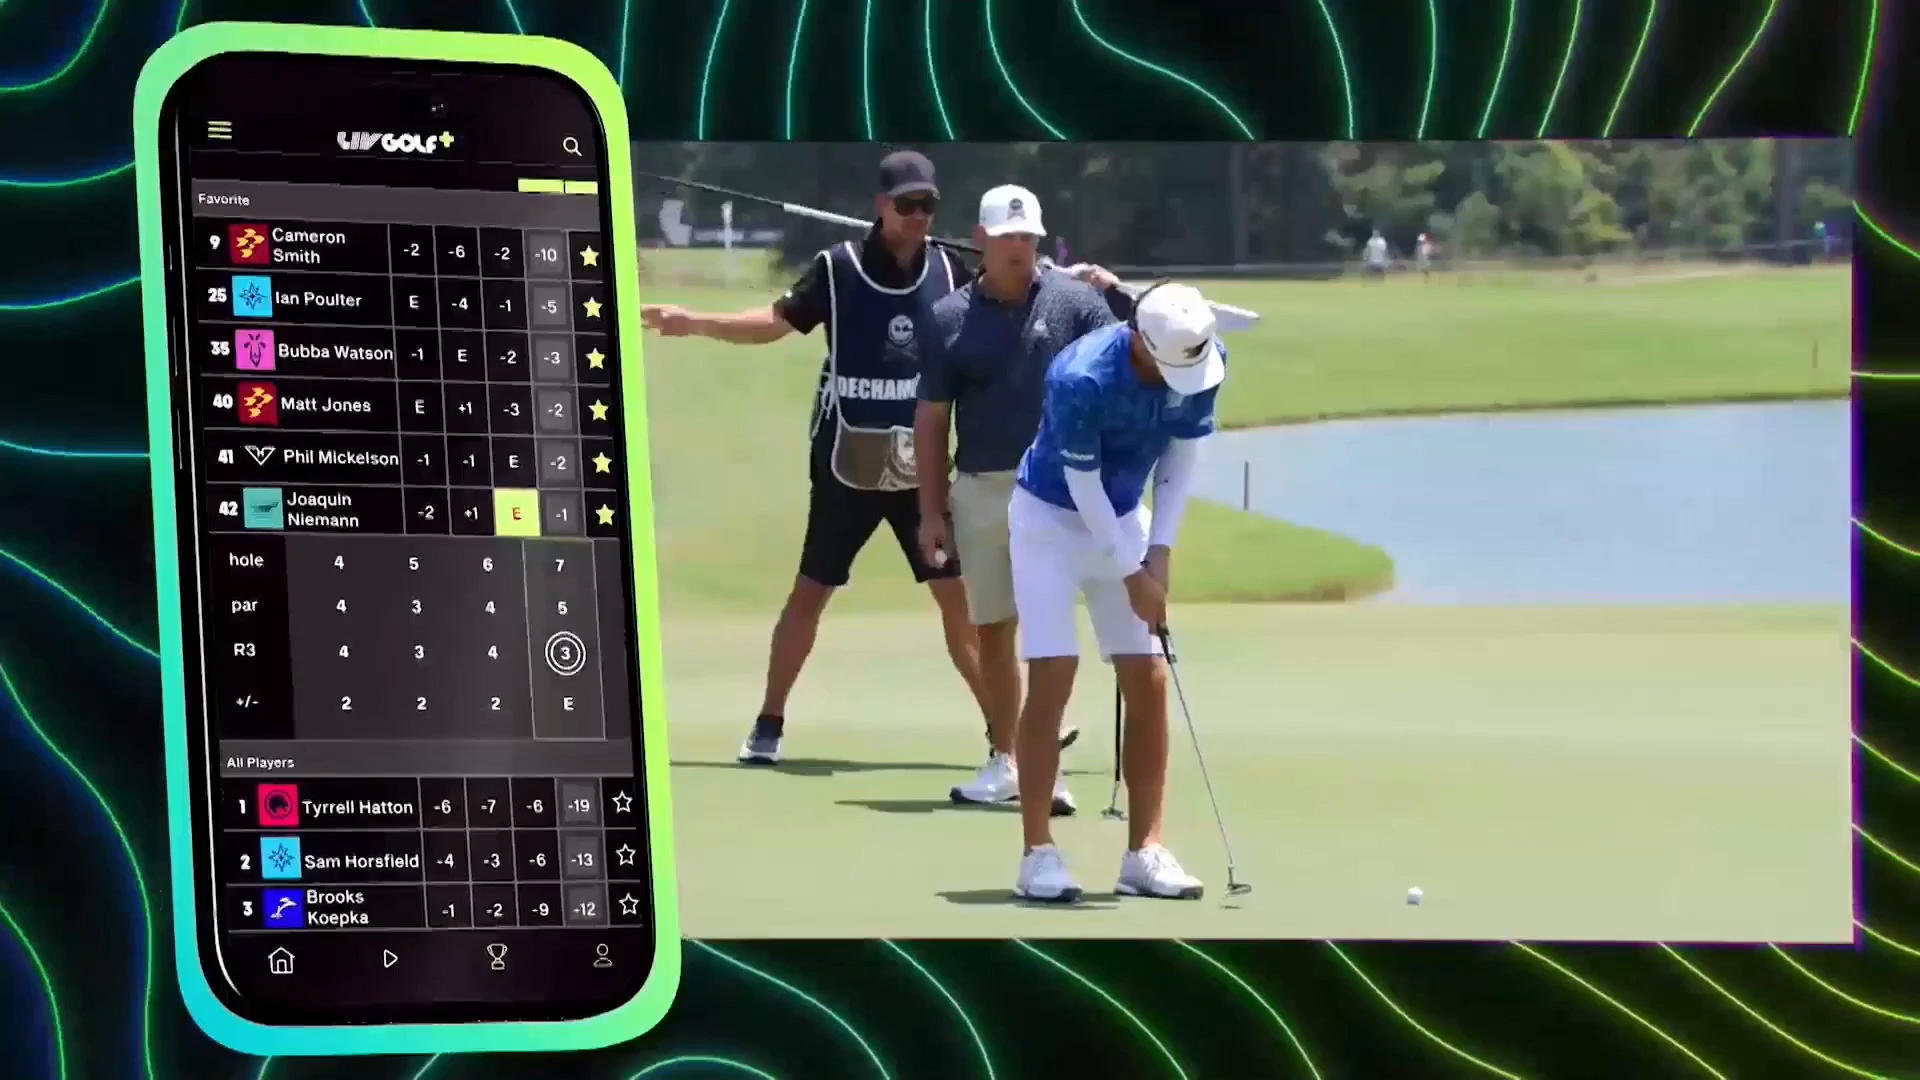 LIVGOLF+
Favorite
9 Cameron Smith -2 -6 -2 -10
25 Ian Poulter E -4 -1 -5
35 Bubba Watson -1 E -2 -3
40 Matt Jones E +1 -3 -2
41 Phil Mickelson -1 -1 E -2
42 Joaquin Niemann -2 +1 E -1
hole 4 5 6 7
par 4 3 4 5
R3 4 3 4 3
+/- 2 2 2 E
All Players
1 Tyrrell Hatton -6 -7 -6 -19
2 Sam Horsfield -4 -3 -6 -13
3 Brooks Koepka -1 -2 -9 -12
DECHAM